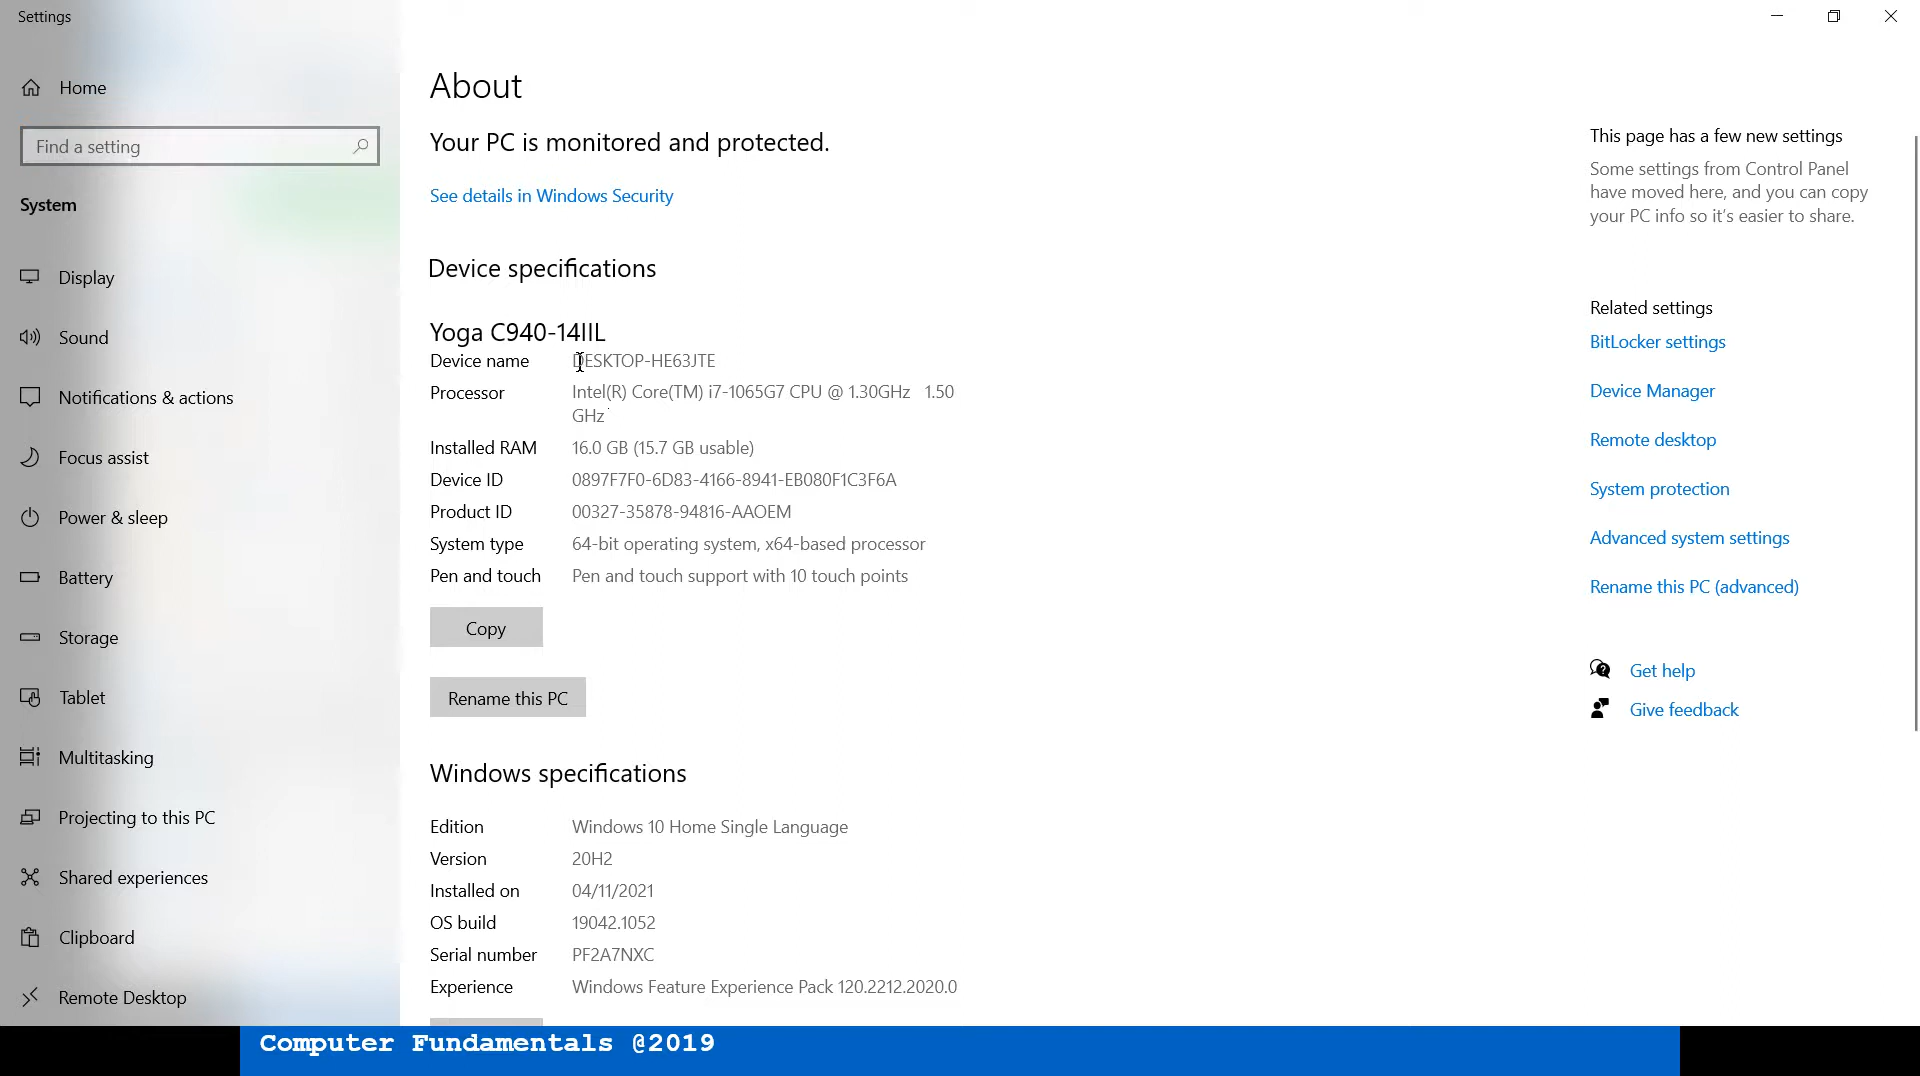 Settings
Home
Find a setting
System
Display
Sound
Notifications & actions
Focus assist
Power & sleep
Battery
Storage
Tablet
Multitasking
Projecting to this PC
Shared experiences
Clipboard
Remote Desktop
About
Your PC is monitored and protected.
See details in Windows Security
Device specifications
Yoga C940-14IIL
Device name DESKTOP-HE63JTE
Processor Intel(R) Core(TM) i7-1065G7 CPU @ 1.30GHz 1.50
GHz
Installed RAM 16.0 GB (15.7 GB usable)
Device ID 0897F7F0-6D83-4166-8941-EB080F1C3F6A
Product ID 00327-35878-94816-AAOEM
System type 64-bit operating system, x64-based processor
Pen and touch Pen and touch support with 10 touch points
Copy
Rename this PC
Windows specifications
Edition Windows 10 Home Single Language
Version 20H2
Installed on 04/11/2021
OS build 19042.1052
Serial number PF2A7NXC
Experience Windows Feature Experience Pack 120.2212.2020.0
This page has a few new settings
Some settings from Control Panel
have moved here, and you can copy
your PC info so it's easier to share.
Related settings
BitLocker settings
Device Manager
Remote desktop
System protection
Advanced system settings
Rename this PC (advanced)
Get help
Give feedback
Computer Fundamentals @2019